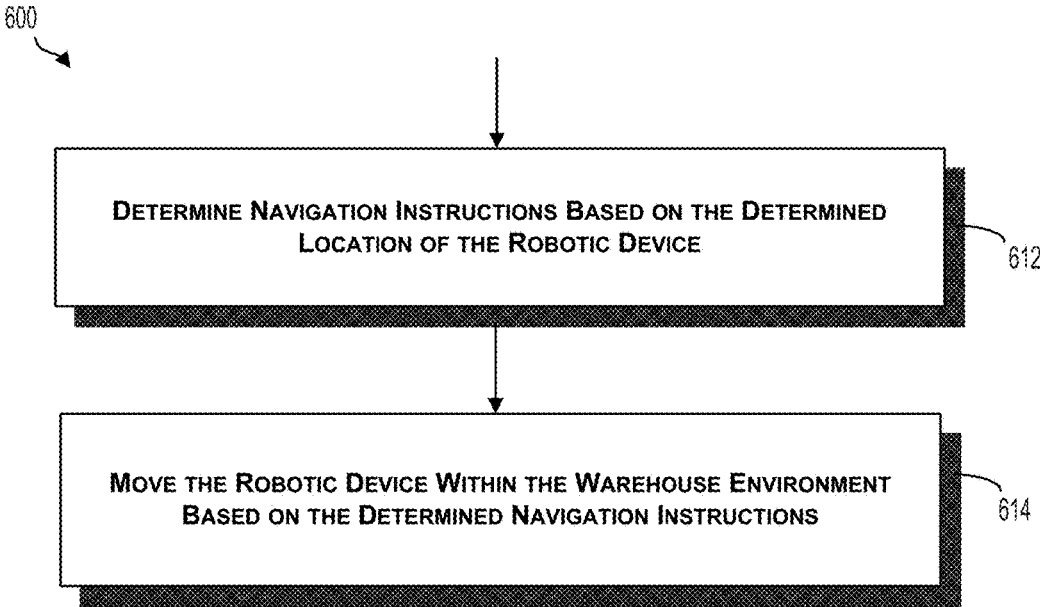 600
DETERMINE NAVIGATION INSTRUCTIONS BASED ON THE DETERMINED
LOCATION OF THE ROBOTIC DEVICE
612
MOVE THE ROBOTIC DEVICE WITHIN THE WAREHOUSE ENVIRONMENT
BASED ON THE DETERMINED NAVIGATION INSTRUCTIONS
614